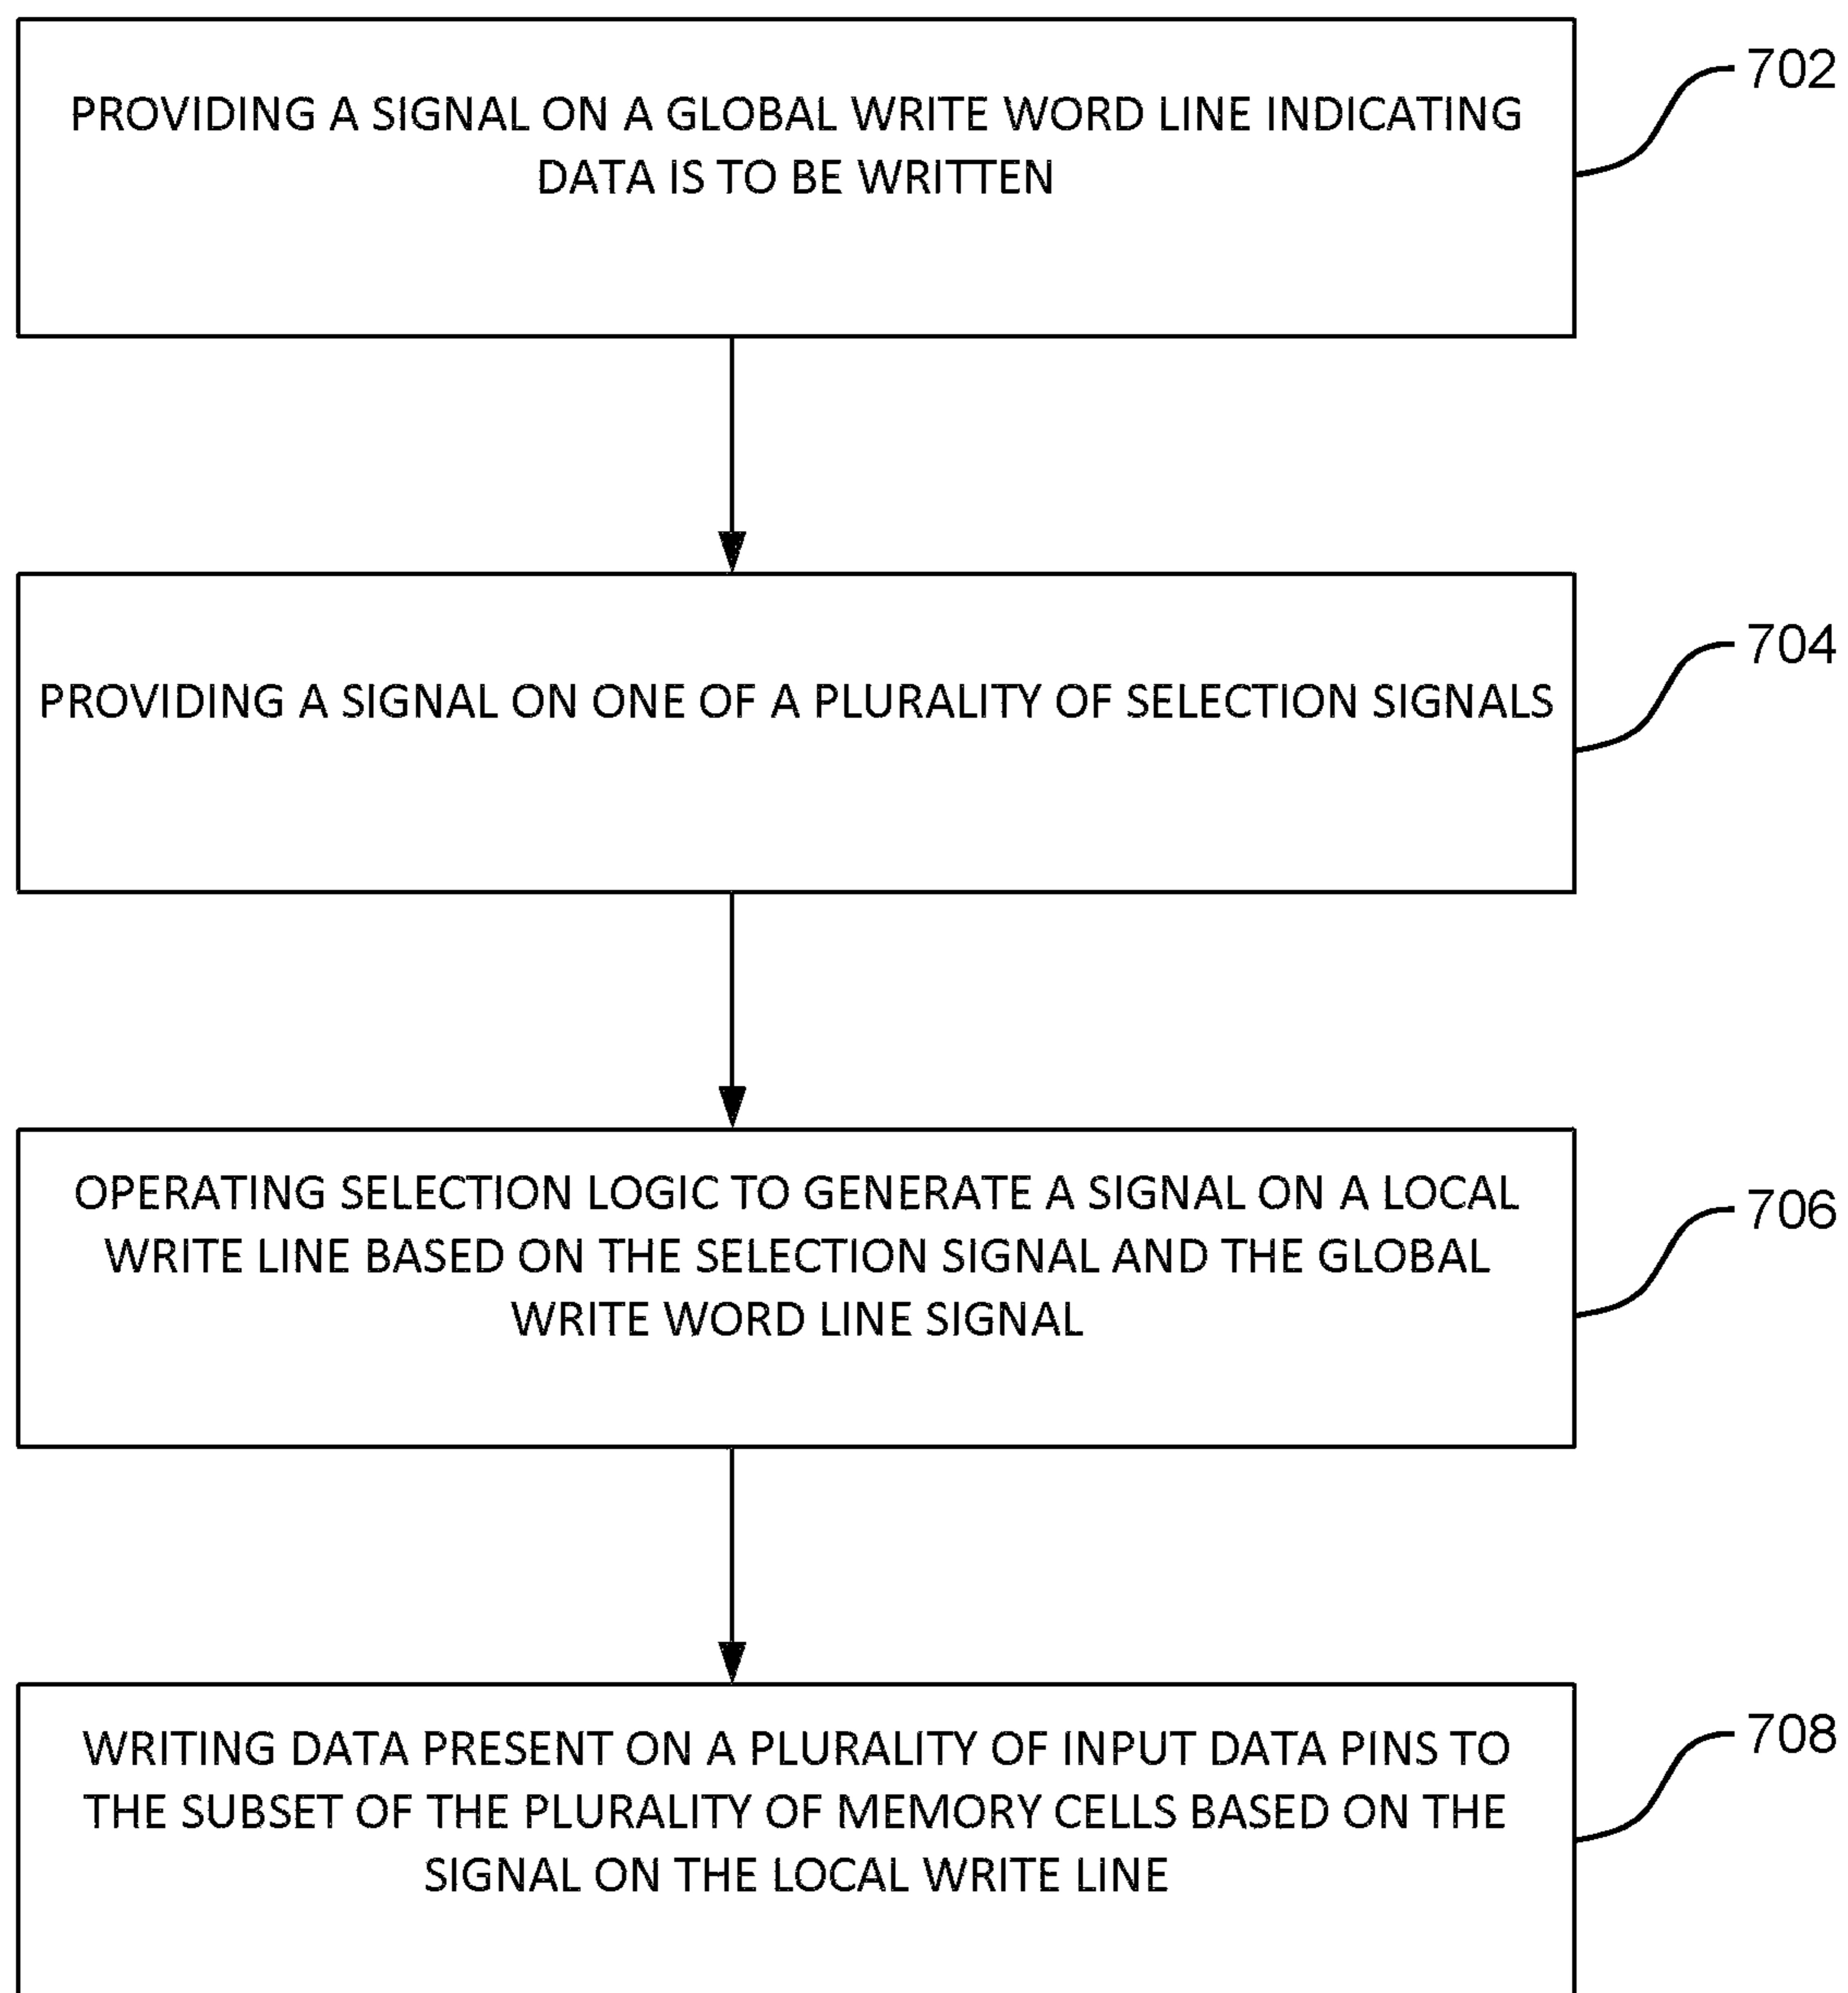 PROVIDING A SIGNAL ON A GLOBAL WRITE WORD LINE INDICATING
DATA IS TO BE WRITTEN
702
PROVIDING A SIGNAL ON ONE OF A PLURALITY OF SELECTION SIGNALS
704
OPERATING SELECTION LOGIC TO GENERATE A SIGNAL ON A LOCAL
WRITE LINE BASED ON THE SELECTION SIGNAL AND THE GLOBAL
WRITE WORD LINE SIGNAL
706
WRITING DATA PRESENT ON A PLURALITY OF INPUT DATA PINS TO
THE SUBSET OF THE PLURALITY OF MEMORY CELLS BASED ON THE
SIGNAL ON THE LOCAL WRITE LINE
708